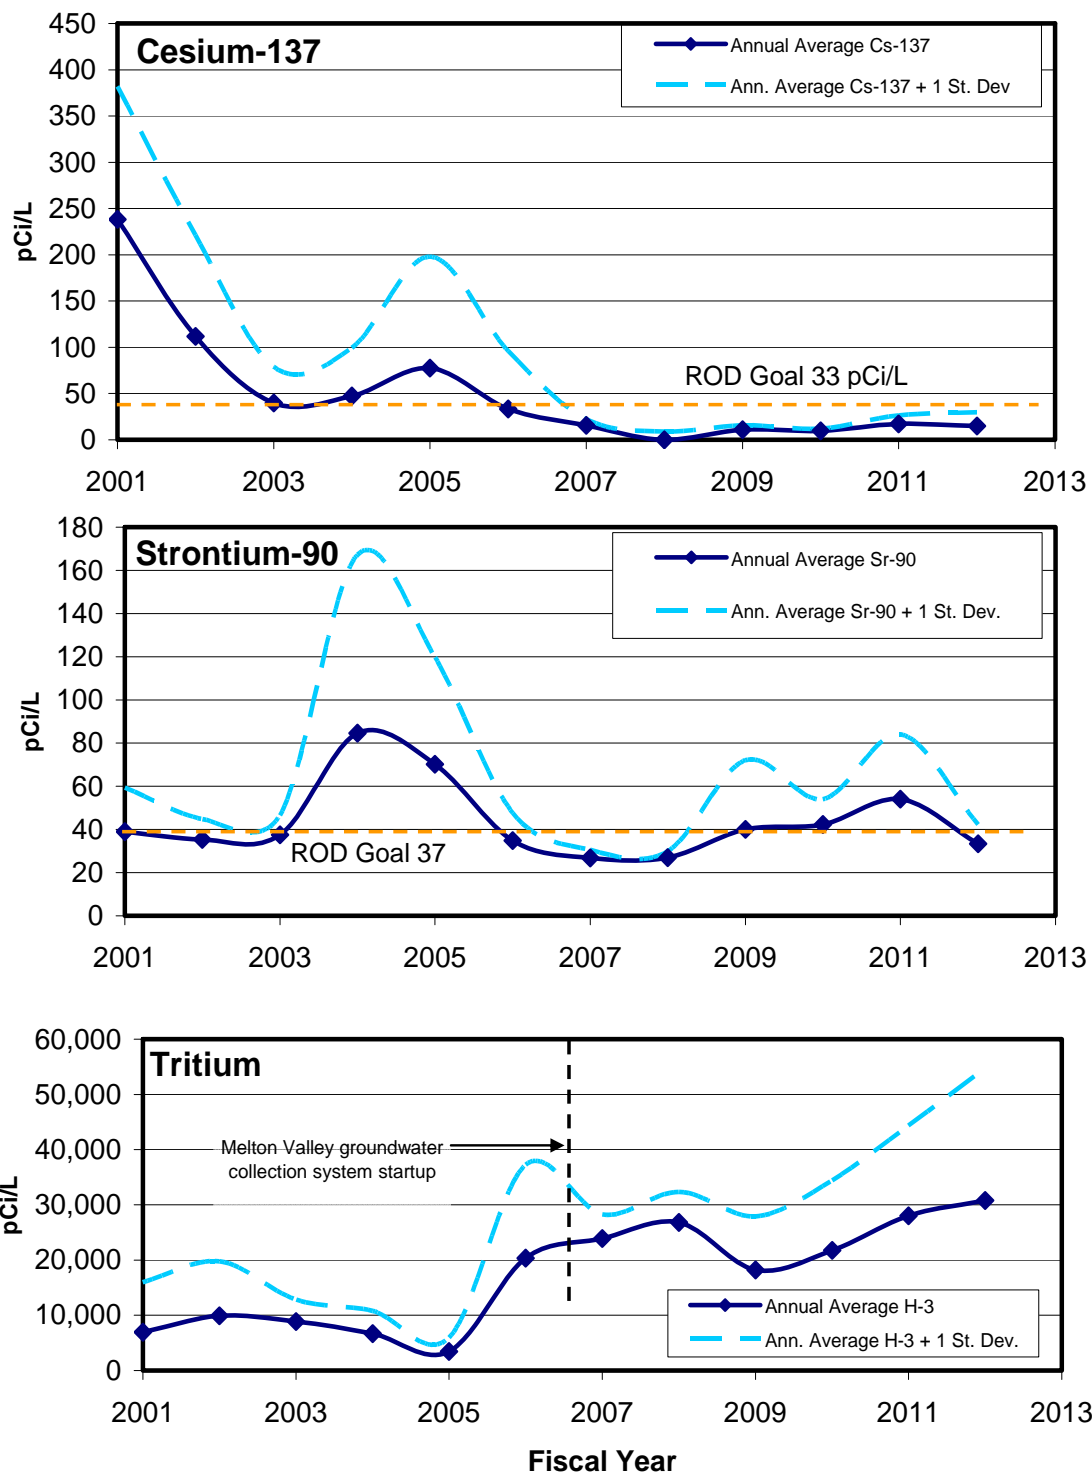 450
400
350
300
250
200
150
100
50
0
pCi/L
Cesium-137
Annual Average Cs-137
Ann. Average Cs-137 + 1 St. Dev
ROD Goal 33 pCi/L
2001 2003 2005 2007 2009 2011 2013
180
160
140
120
100
80
60
40
20
0
pCi/L
Strontium-90
Annual Average Sr-90
Ann. Average Sr-90 + 1 St. Dev.
ROD Goal 37
2001 2003 2005 2007 2009 2011 2013
60,000
50,000
40,000
30,000
20,000
10,000
0
pCi/L
Tritium
Melton Valley groundwater
collection system startup
Annual Average H-3
Ann. Average H-3 + 1 St. Dev.
2001 2003 2005 2007 2009 2011 2013
Fiscal Year